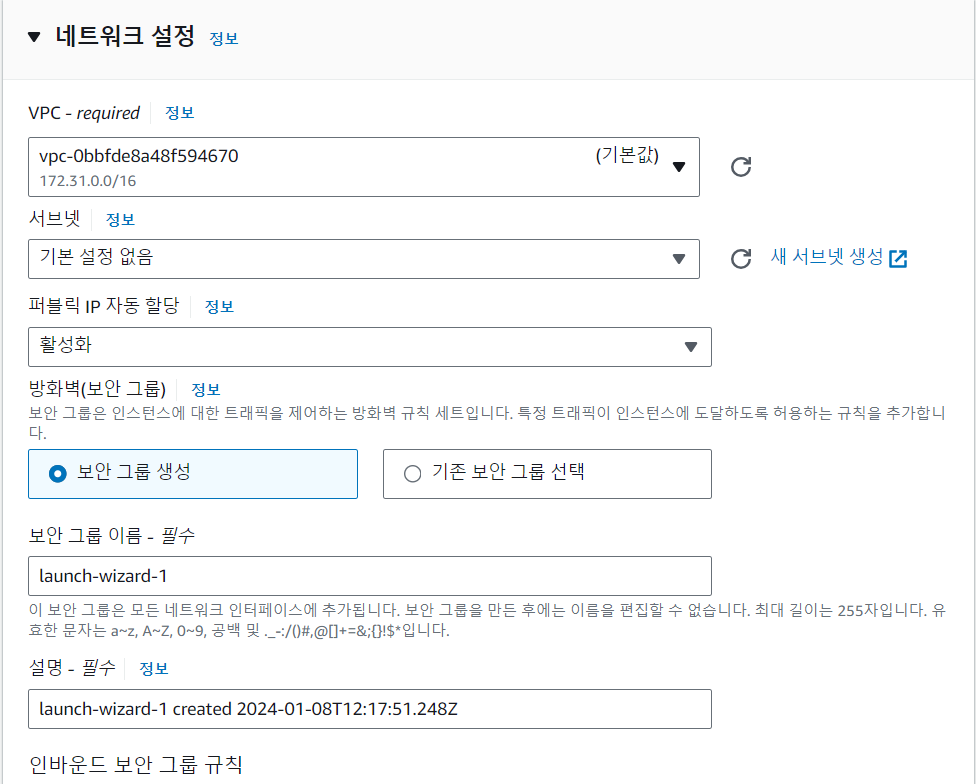 네트워크 설정 정보
VPC - required 정보
vpc-0bbfde8a48f594670 (기본값)
172.31.0.0/16
서브넷 정보
기본 설정 없음 새 서브넷 생성
퍼블릭 IP 자동 할당 정보
활성화
방화벽(보안 그룹) 정보
보안 그룹은 인스턴스에 대한 트래픽을 제어하는 방화벽 규칙 세트입니다. 특정 트래픽이 인스턴스에 도달하도록 허용하는 규칙을 추가합니
다.
보안 그룹 생성 기존 보안 그룹 선택
보안 그룹 이름 - 필수
launch-wizard-1
이 보안 그룹은 모든 네트워크 인터페이스에 추가됩니다. 보안 그룹을 만든 후에는 이름을 편집할 수 없습니다. 최대 길이는 255자입니다. 유
효한 문자는 a~z, A~Z, 0~9, 공백 및 ._-:/()#,@[]+=&;{}!$*입니다.
설명 - 필수 정보
launch-wizard-1 created 2024-01-08T12:17:51.248Z
인바운드 보안 그룹 규칙